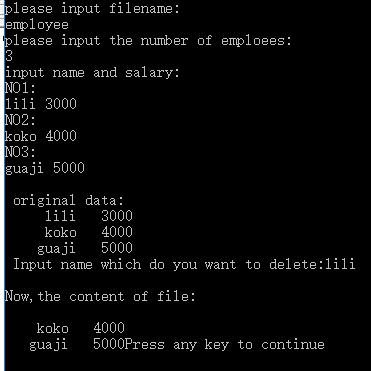 please input filename:
employee
please input the number of emploees:
3
input name and salary:
NO1:
lili 3000
NO2:
koko 4000
NO3:
guaji 5000
original data:
lili 3000
koko 4000
guaji 5000
Input name which do you want to delete:lili
Now,the content of file:
koko 4000
guaji 5000Press any key to continue